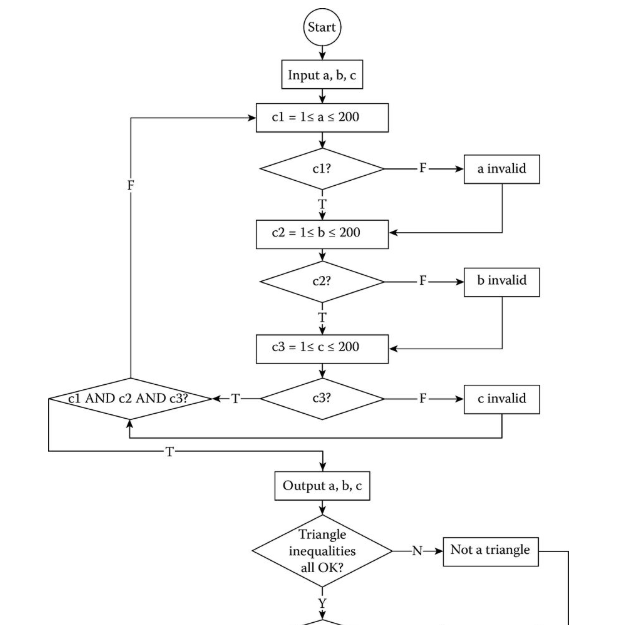 Start
Input a, b, c
c1 = 1≤ a ≤ 200
F
c1?
F
a invalid
T
c2 = 1≤ b ≤ 200
c2?
F
b invalid
T
c3 = 1≤ c ≤ 200
c1 AND c2 AND c3?
T
c3?
F
c invalid
T
Output a, b, c
Triangle
inequalities
all OK?
N
Not a triangle
Y